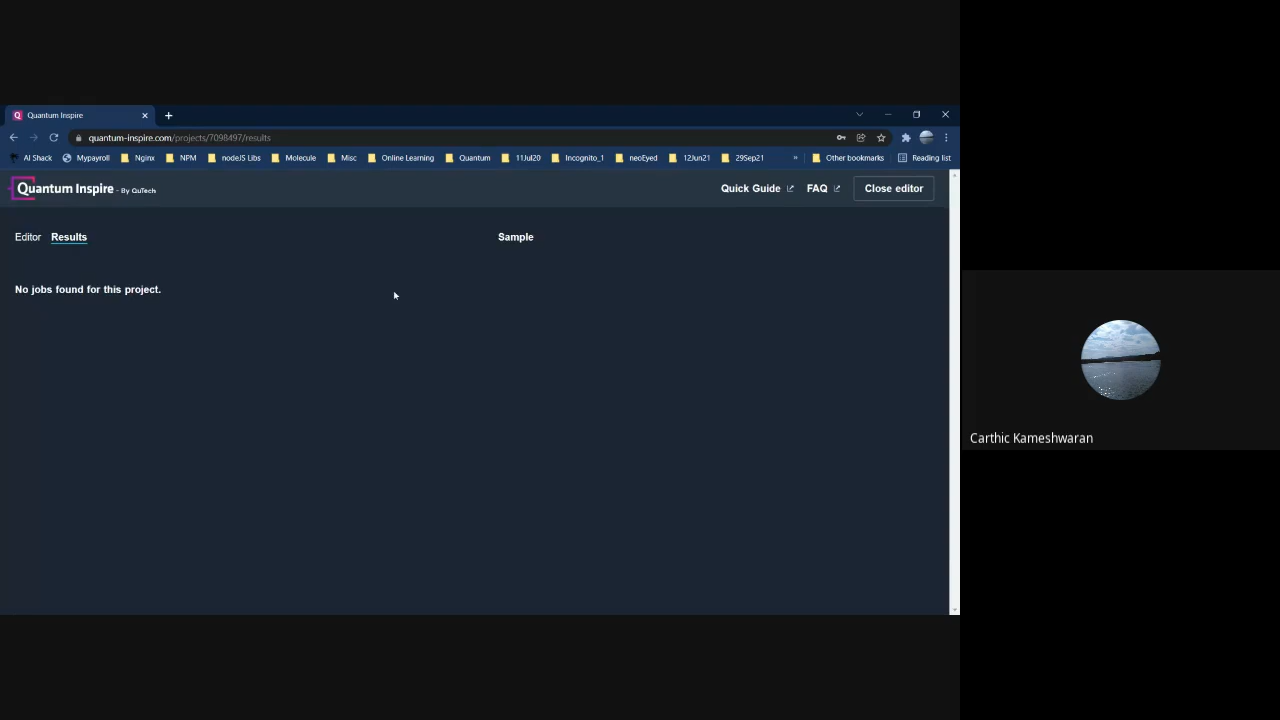 Quantum Inspire
quantum-inspire.com/projects/7098497/results
AI Shack Mypayroll Nginx NPM nodeJS Libs Molecule Misc Online Learning Quantum 11Jul20 Incognito_1 neoEyed 12Jun21 29Sep21 » Other bookmarks Reading list
Quantum Inspire - By QuTech Quick Guide FAQ Close editor
Editor Results Sample
No jobs found for this project.
Carthic Kameshwaran